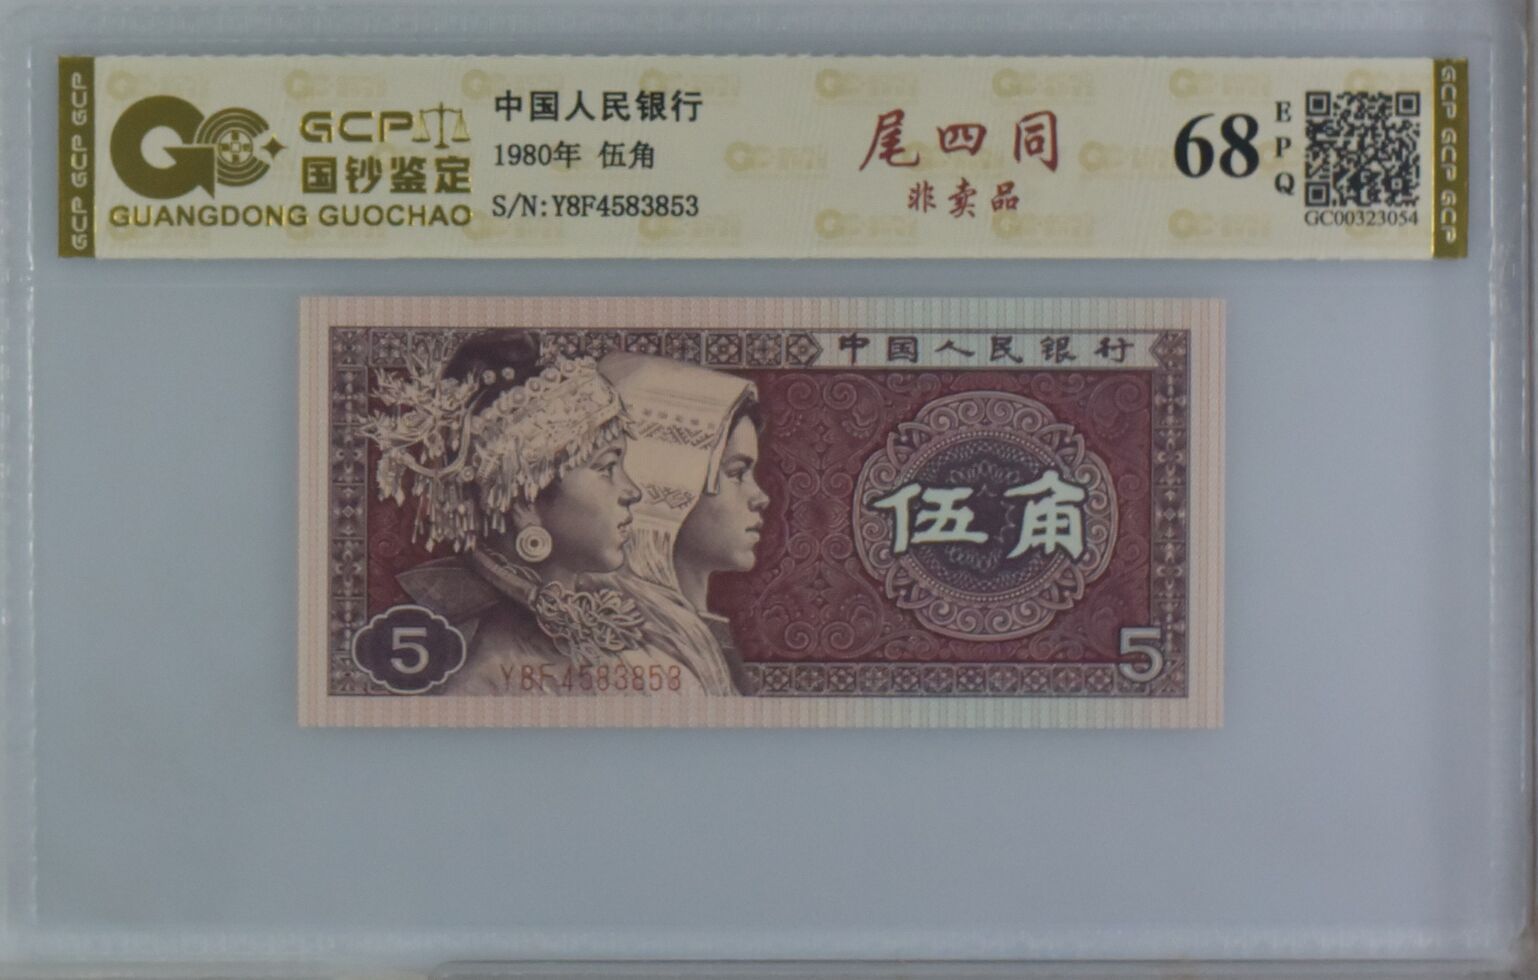 GCP GCP GCP
GCP
国钞鉴定
GUANGDONG GUOCHAO
中国人民银行
1980年 伍角
S/N:Y8F4583853
尾四同
非卖品
68
EPQ
GC00323054
GCP GCP GCP
中国人民银行
伍角
5
Y8F4583853
5